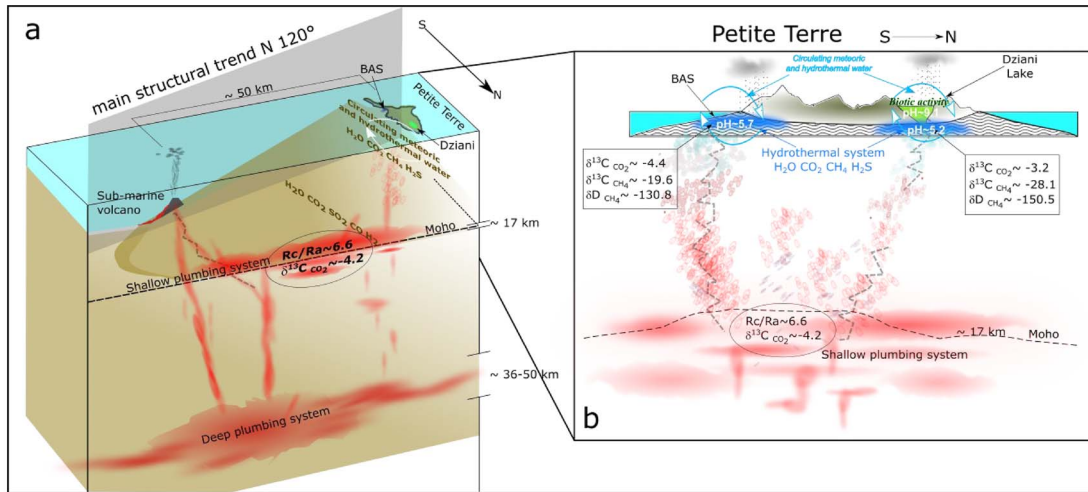 a
main structural trend N 120°
~ 50 km
S
N
BAS
Petite Terre
Dziani
Circulating meteoric
and hydrothermal water
H₂O CO₂ CH₄ H₂S
H2O CO2 SO2 CO H2
Sub-marine
volcano
~ 17 km
Moho
Rc/Ra~6.6
δ¹³C CO₂~-4.2
Shallow plumbing system
~ 36-50 km
Deep plumbing system
Petite Terre
S N
Circulating meteoric
and hydrothermal water
BAS
Dziani
Lake
Biotic activity
pH~5.7
pH~9
pH~5.2
Hydrothermal system
H₂O CO₂ CH₄ H₂S
δ¹³C CO₂~ -4.4
δ¹³C CH₄~ -19.6
δD CH₄~ -130.8
δ¹³C CO₂~ -3.2
δ¹³C CH₄~ -28.1
δD CH₄~ -150.5
Rc/Ra~6.6
δ¹³C CO₂~-4.2
~ 17 km
Moho
Shallow plumbing system
b